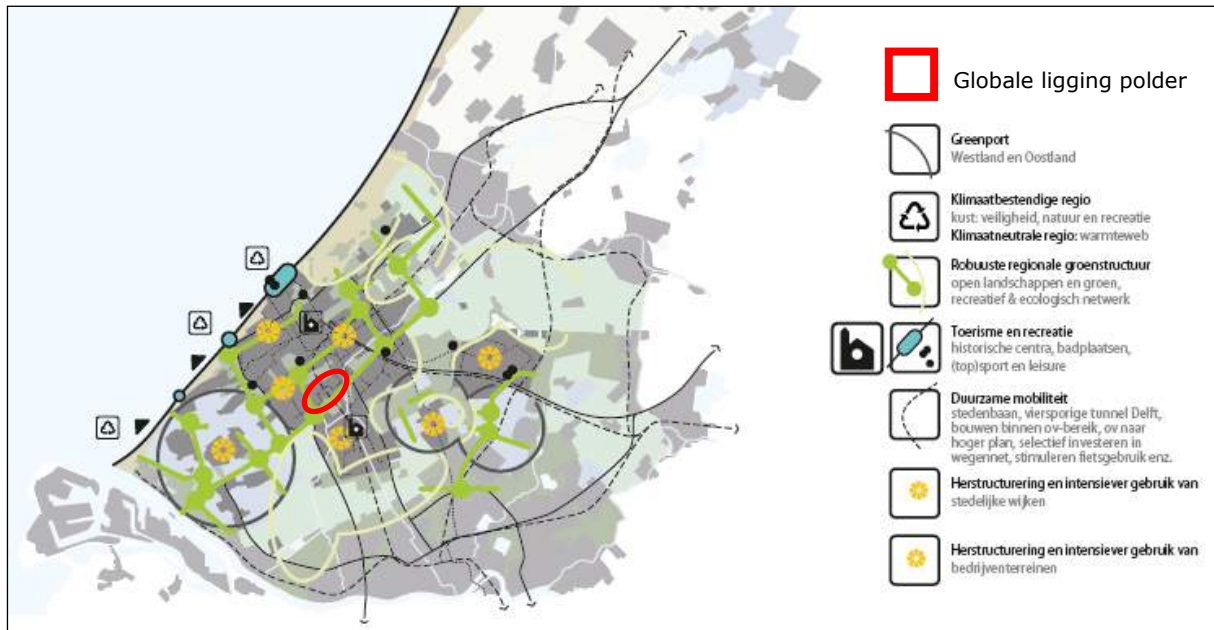 Globale ligging polder
Greenport
Westland en Oostland
Klimaatbestendige regio
kust: veiligheid, natuur en recreatie
Klimaatneutrale regio: warmteweb
Robuuste regionale groenstructuur
open landschappen en groen,
recreatief & ecologisch netwerk
Toerisme en recreatie
historische centra, badplaatsen,
(top)sport en leisure
Duurzame mobiliteit
stedenbaan, viersporige tunnel Delft,
bouwen binnen ov-bereik, ov naar
hoger plan, selectief investeren in
wegennet, stimuleren fietsgebruik enz.
Herstructurering en intensiever gebruik van
stedelijke wijken
Herstructurering en intensiever gebruik van
bedrijventerreinen